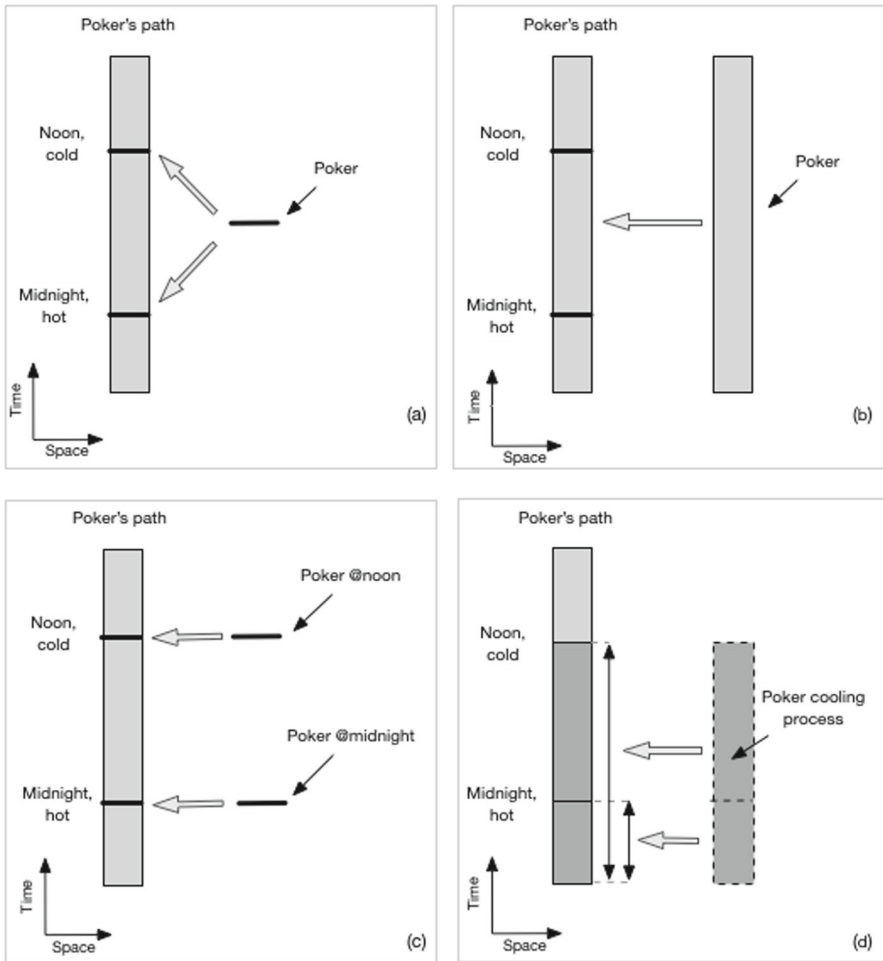 Poker's path
Noon,
cold
Poker
Midnight,
hot
Time
Space
(a)
Poker's path
Noon,
cold
Poker
Midnight,
hot
Time
Space
(b)
Poker's path
Poker @noon
Noon,
cold
Poker @midnight
Midnight,
hot
Time
Space
(c)
Poker's path
Noon,
cold
Poker cooling
process
Midnight,
hot
Time
Space
(d)